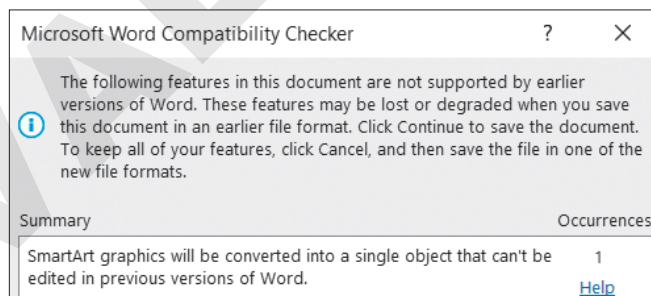 Microsoft Word Compatibility Checker ? ×
The following features in this document are not supported by earlier
versions of Word. These features may be lost or degraded when you save
this document in an earlier file format. Click Continue to save the document.
To keep all of your features, click Cancel, and then save the file in one of the
new file formats.
Summary Occurrences
SmartArt graphics will be converted into a single object that can't be 1
edited in previous versions of Word. Help